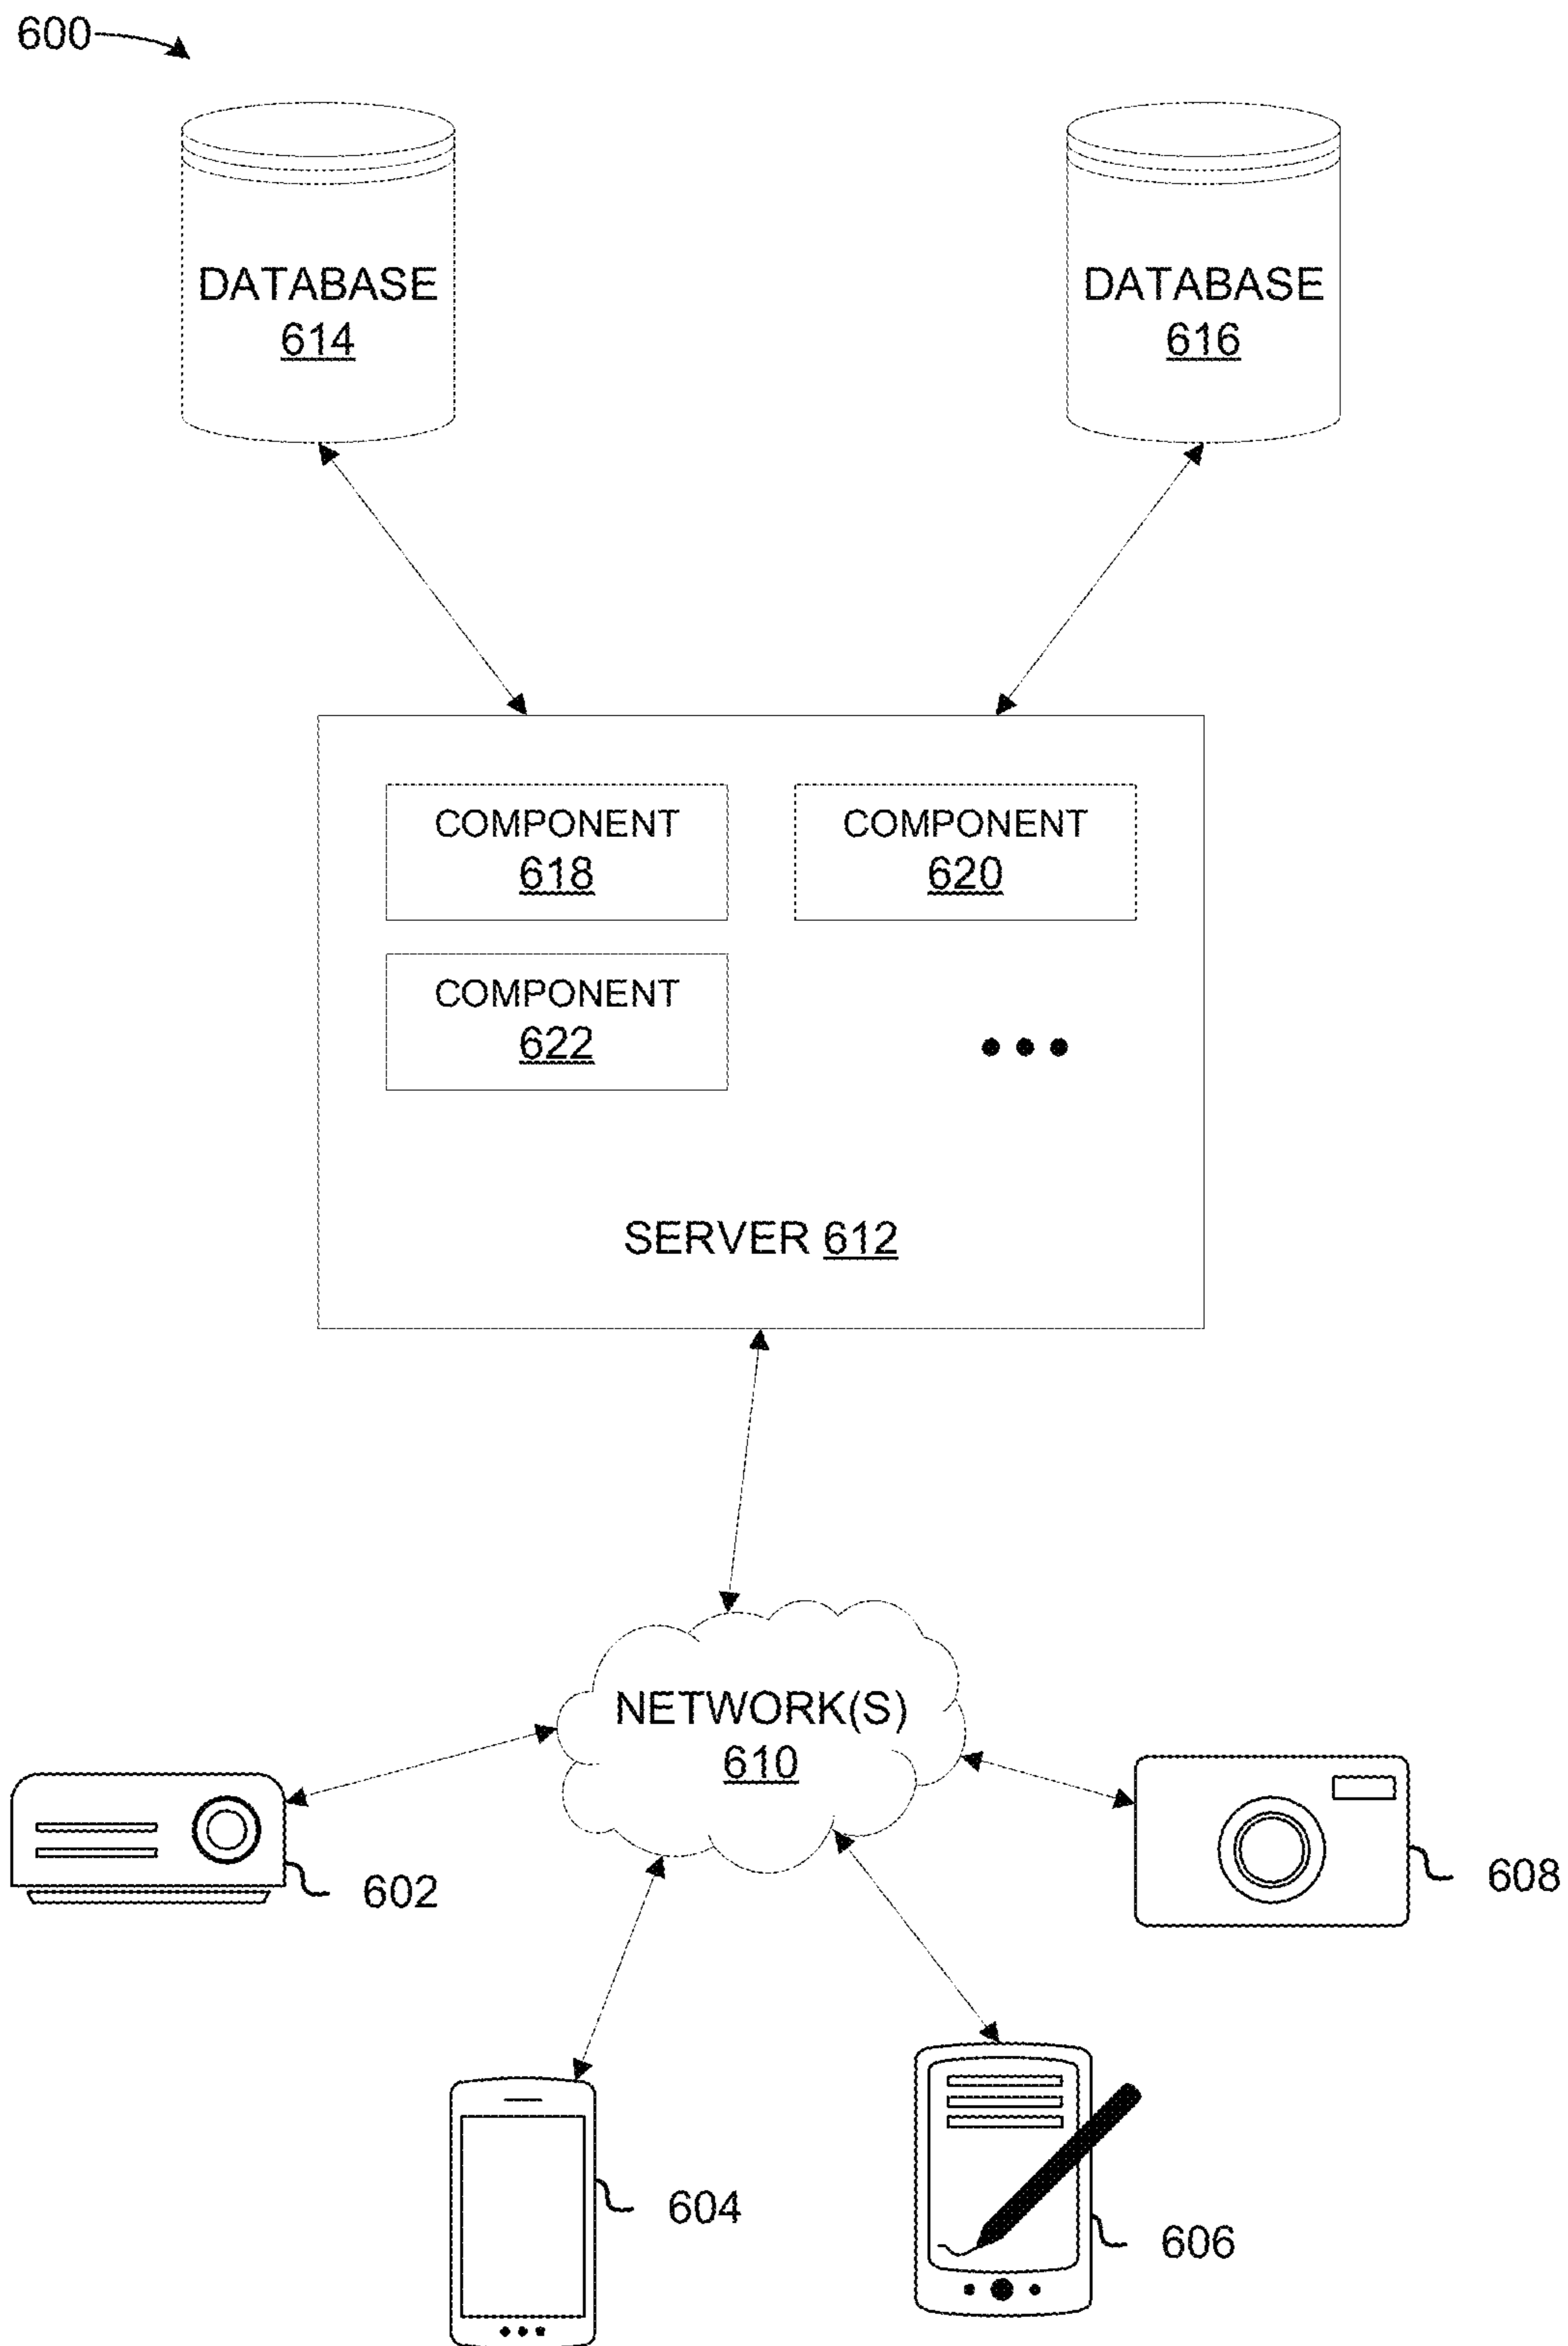 600
DATABASE
614
DATABASE
616
COMPONENT
618
COMPONENT
620
COMPONENT
622
SERVER 612
NETWORK(S)
610
602
608
604
606